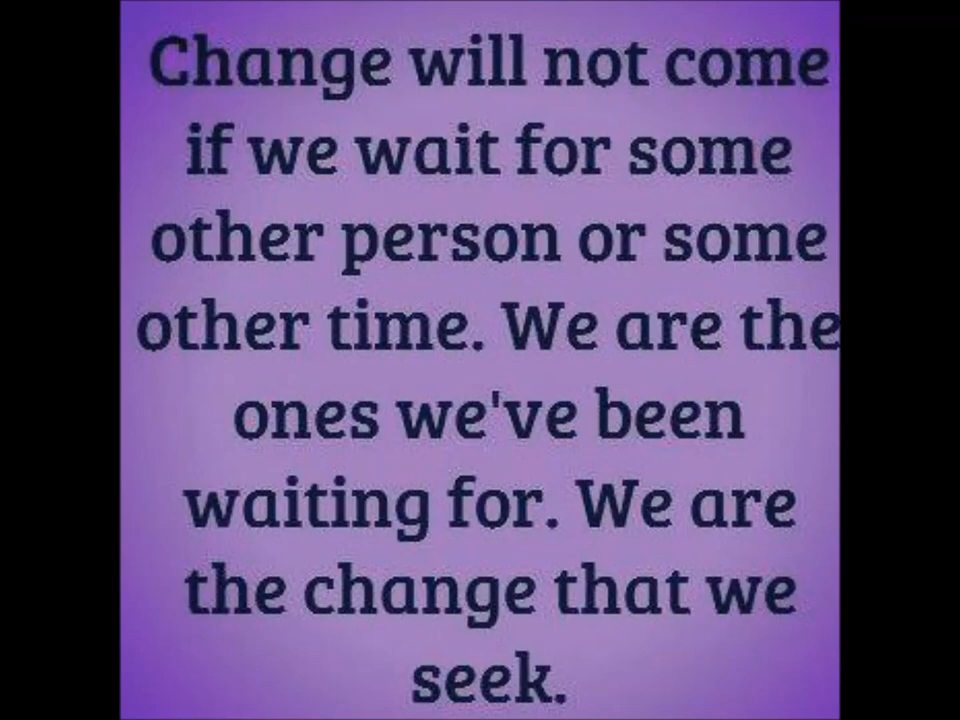 Change will not come
if we wait for some
other person or some
other time. We are the
ones we've been
waiting for. We are
the change that we
seek.